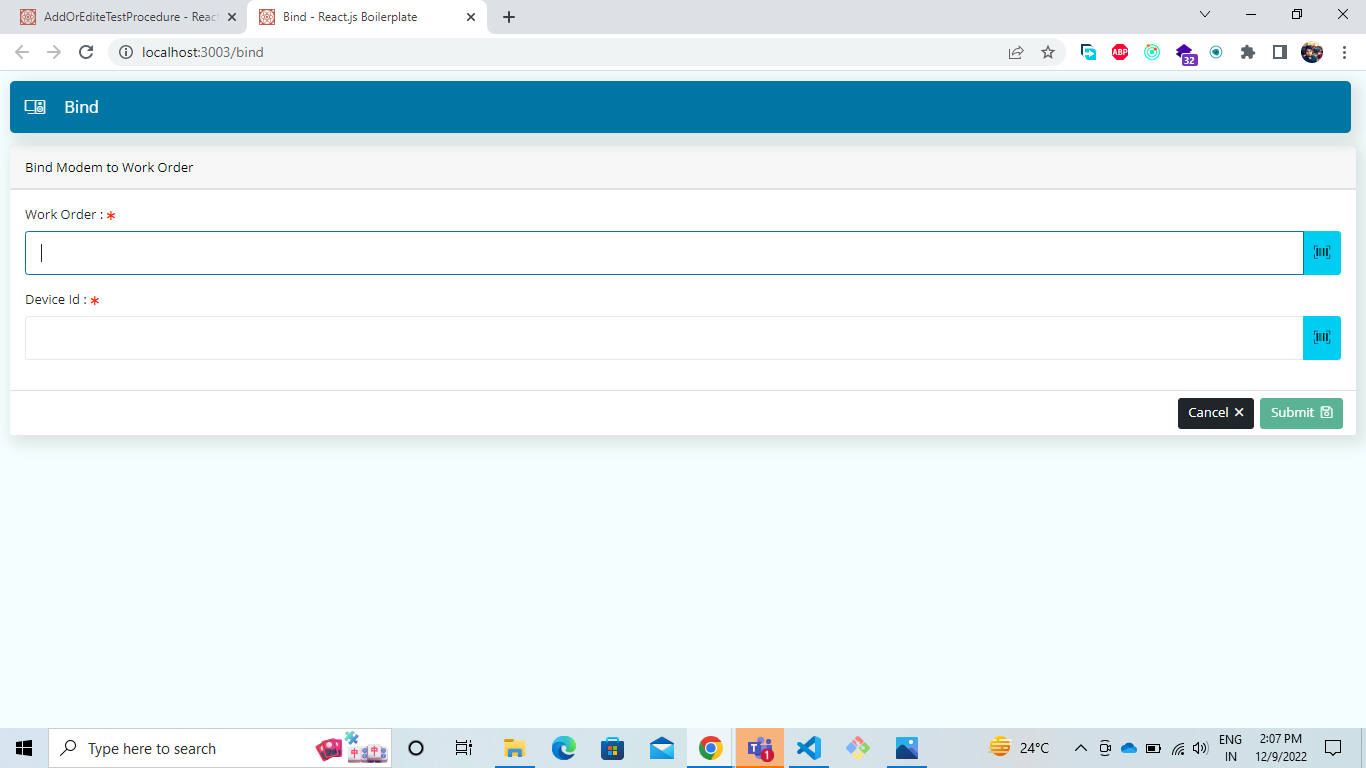 AddOrEditeTestProcedure - Reac
Bind - React.js Boilerplate
localhost:3003/bind
ABP
32
Bind
Bind Modem to Work Order
Work Order : *
Device Id : *
Cancel
Submit
Type here to search
1
24°C
ENG
IN
2:07 PM
12/9/2022